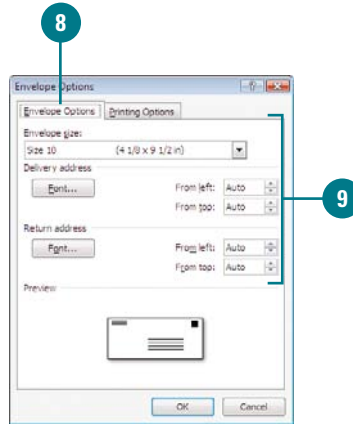 8
Envelope Options
Envelope Options Printing Options
Envelope size:
Size 10 (4 1/8 x 9 1/2 in)
Delivery address
Font... From left: Auto
From top: Auto
9
Return address
Font... From left: Auto
From top: Auto
Preview
OK Cancel